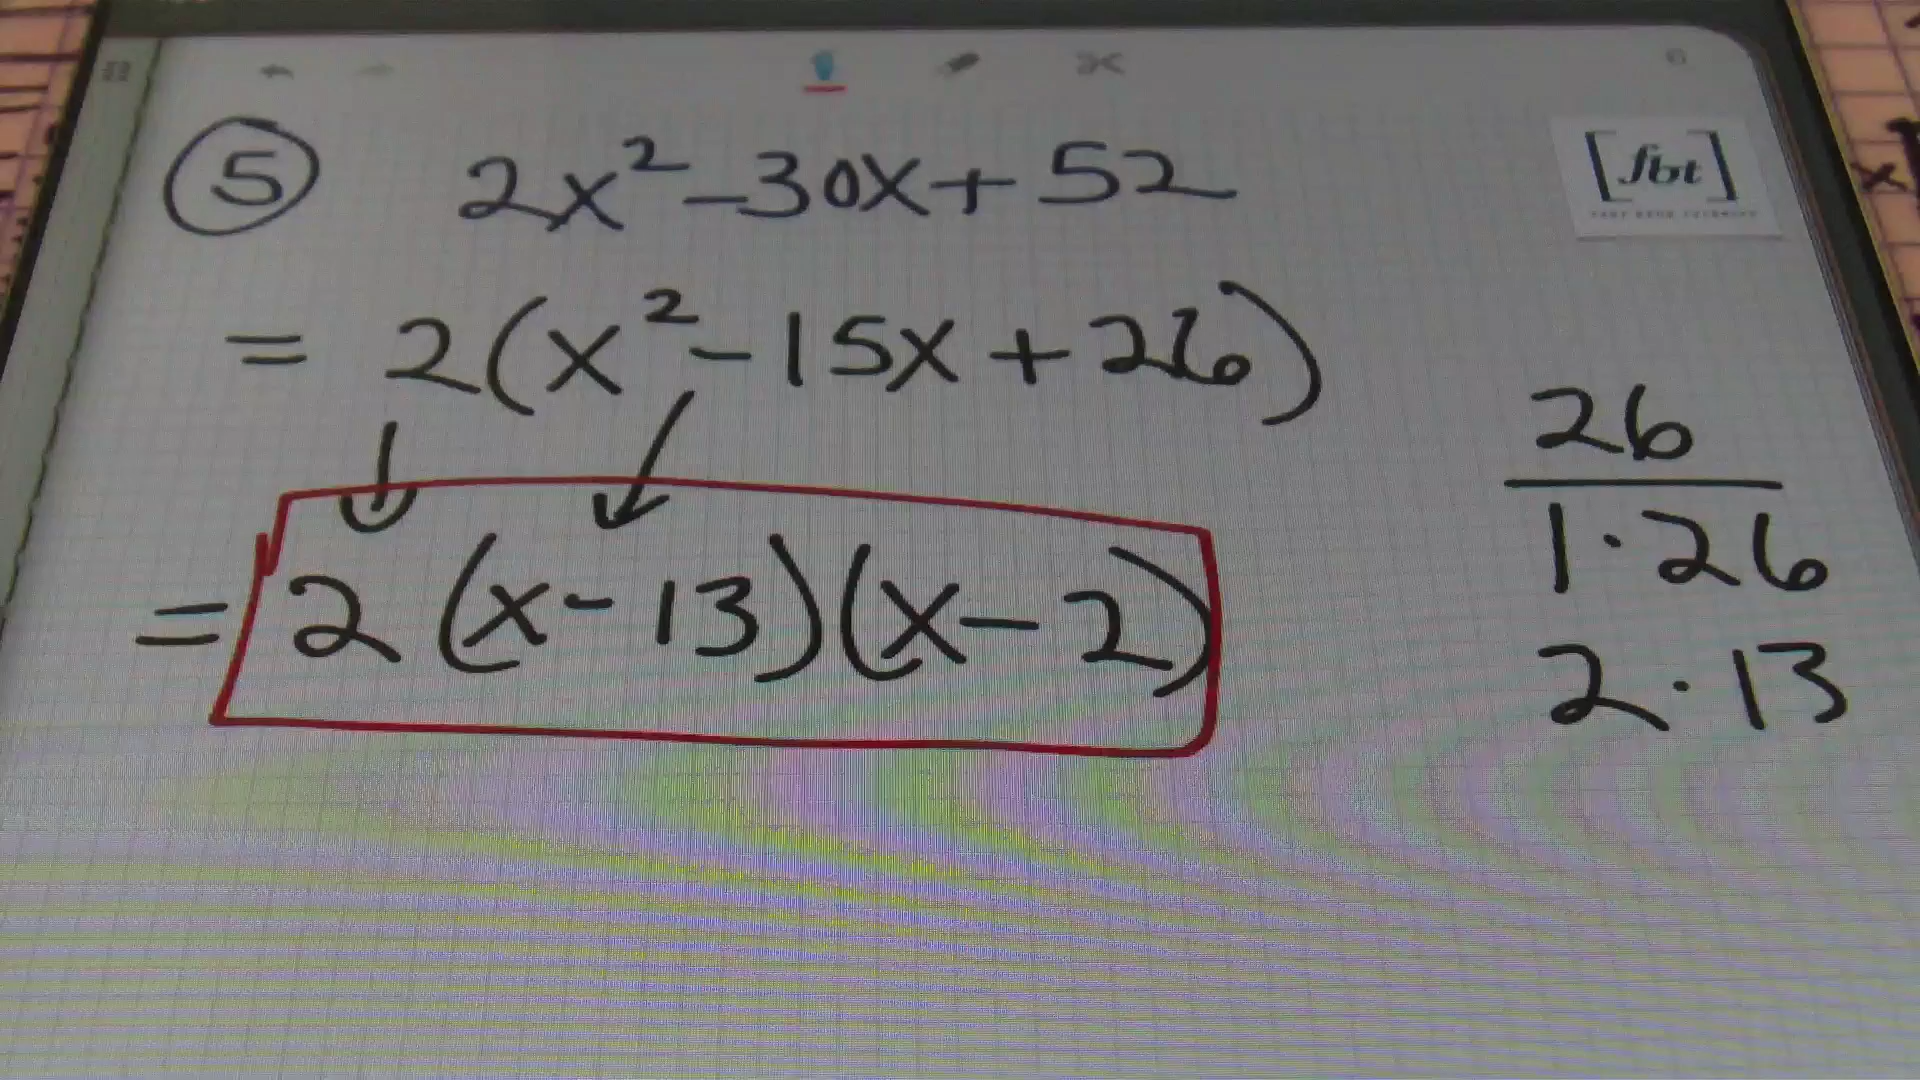 5 2x² - 30x + 52
= 2(x² - 15x + 26)
= 2(x - 13)(x - 2)
26
1 · 26
2 · 13
[fbt]